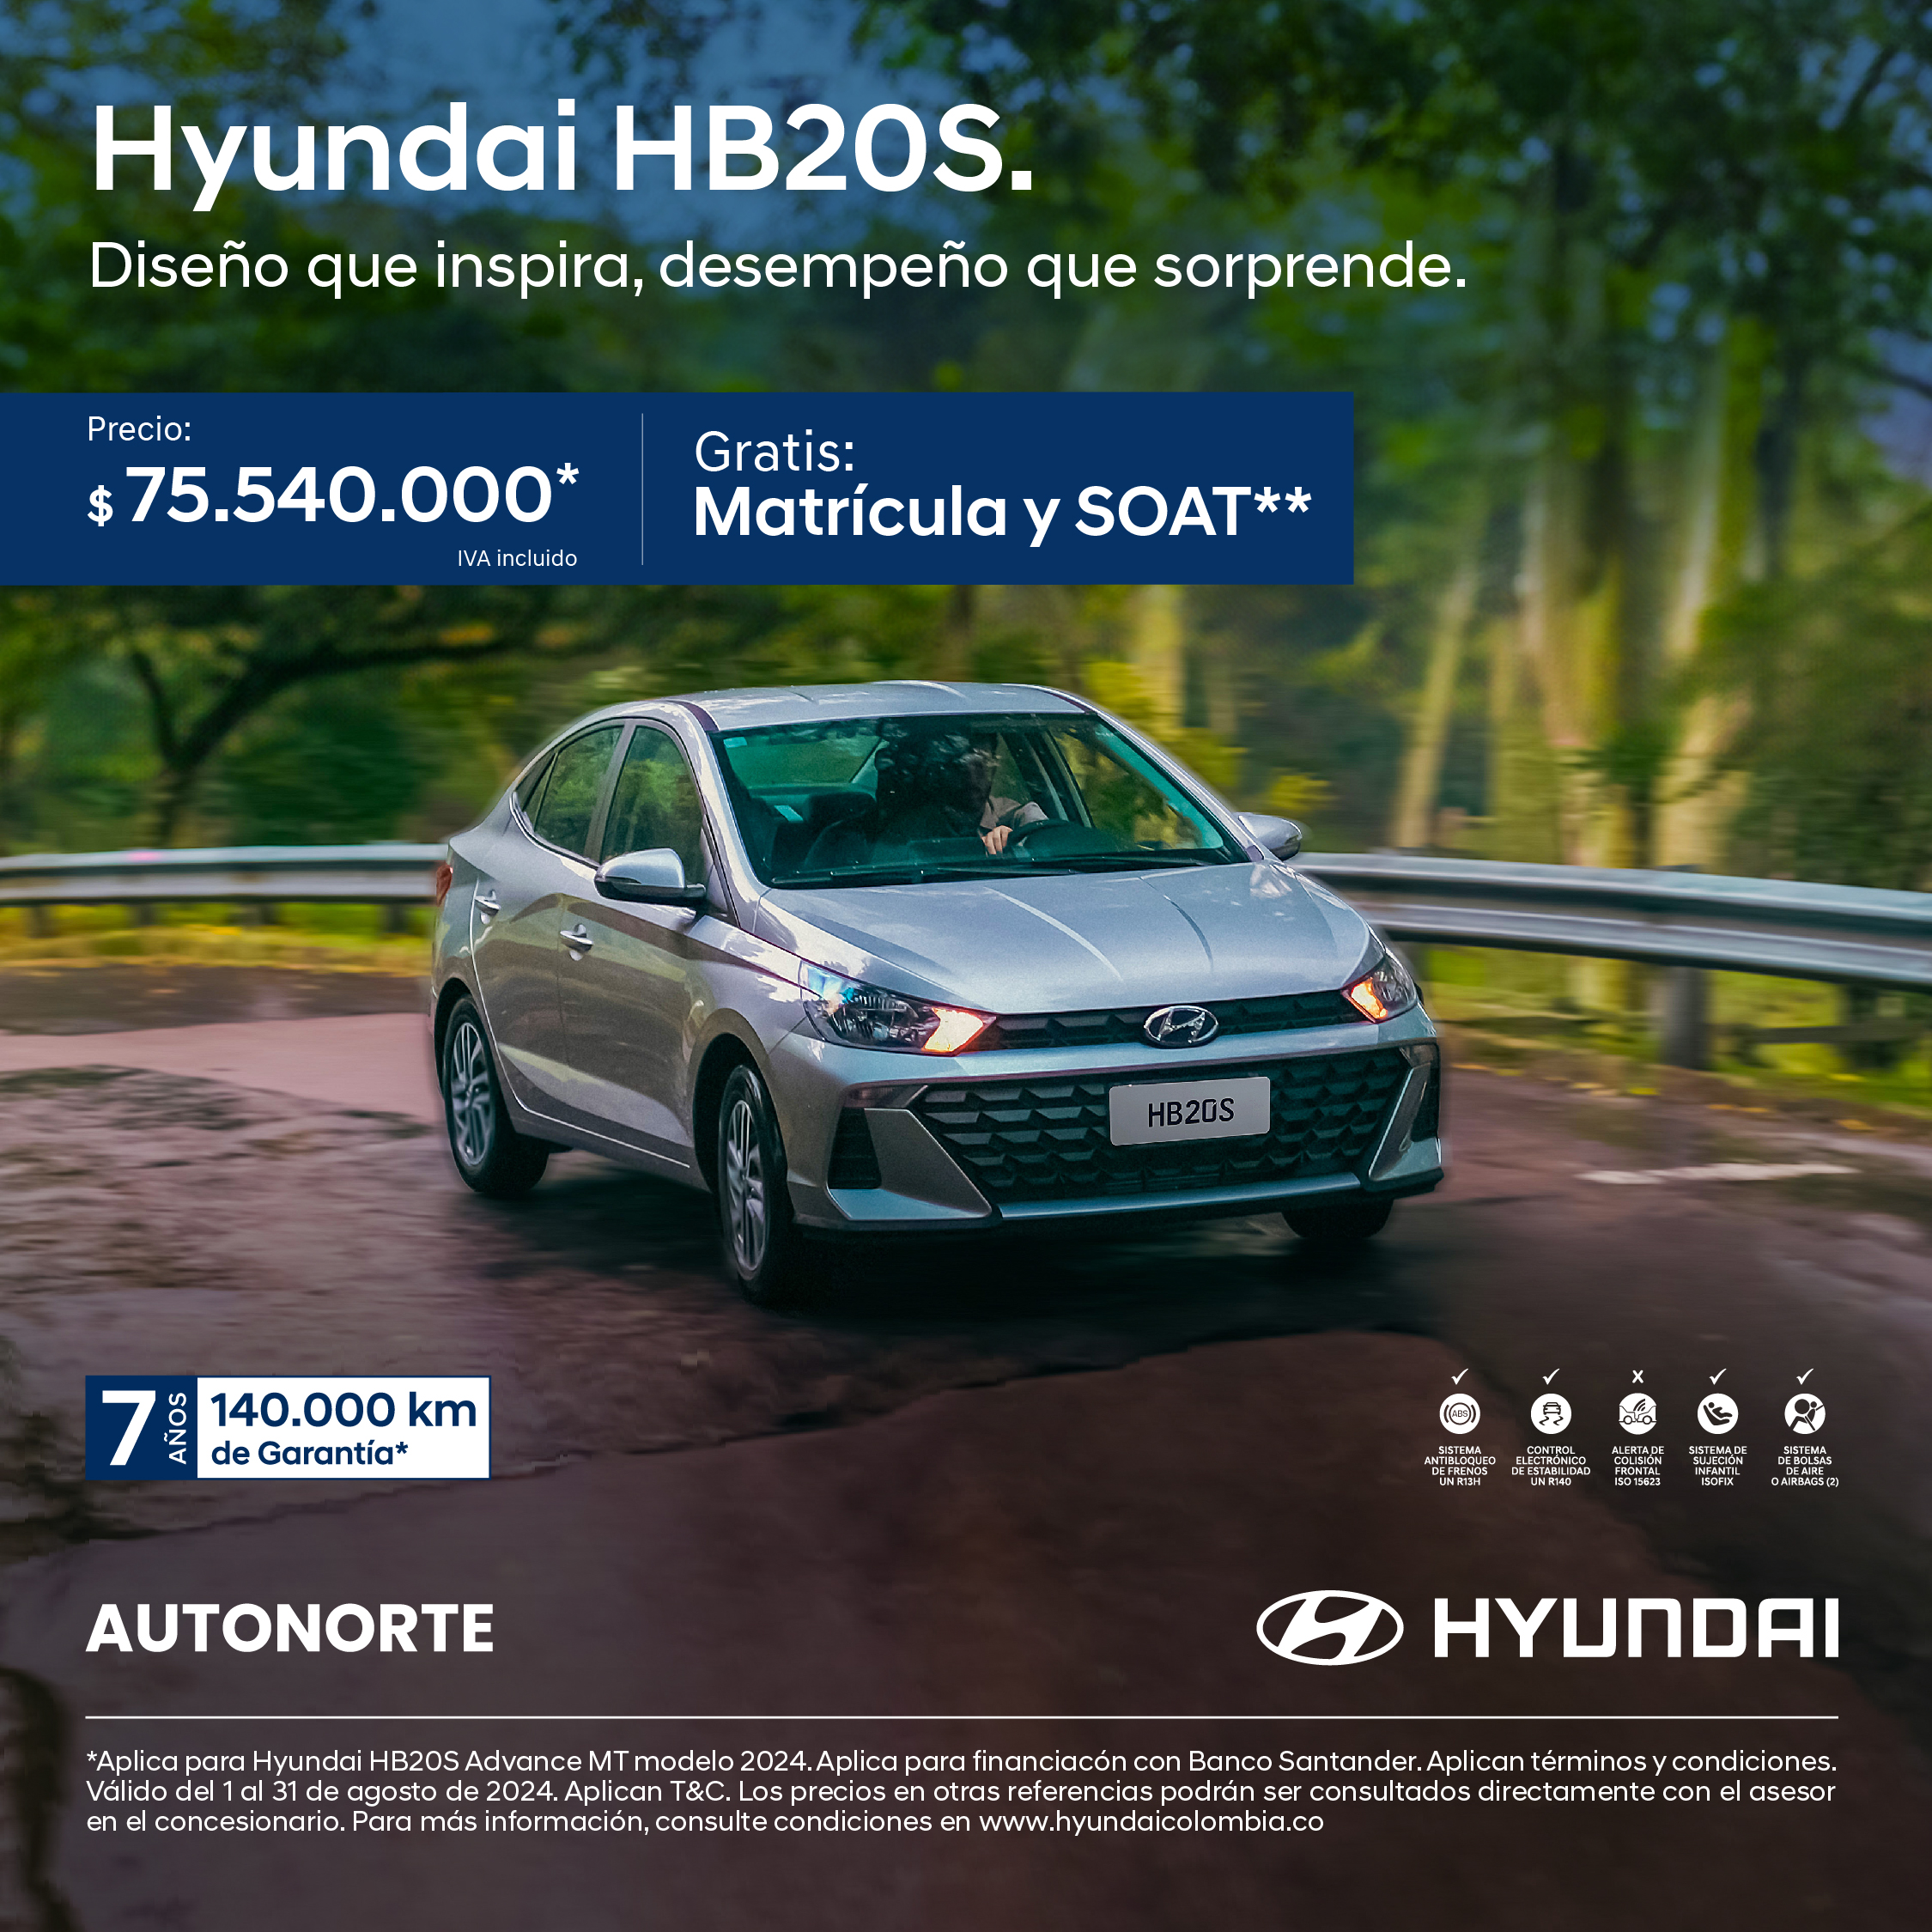 Hyundai HB20S.
Diseño que inspira, desempeño que sorprende.
Precio:
$ 75.540.000*
IVA incluido
Gratis:
Matrícula y SOAT**
HB20S
7 AÑOS
140.000 km
de Garantía*
ABS
SISTEMA
ANTIBLOQUEO
DE FRENOS
UN R13H
CONTROL
ELECTRÓNICO
DE ESTABILIDAD
UN R140
ALERTA DE
COLISIÓN
FRONTAL
ISO 15623
SISTEMA DE
SUJECIÓN
INFANTIL
ISOFIX
SISTEMA
DE BOLSAS
DE AIRE
O AIRBAGS (2)
AUTONORTE
HYUNDAI
*Aplica para Hyundai HB20S Advance MT modelo 2024. Aplica para financiacón con Banco Santander. Aplican términos y condiciones.
Válido del 1 al 31 de agosto de 2024. Aplican T&C. Los precios en otras referencias podrán ser consultados directamente con el asesor
en el concesionario. Para más información, consulte condiciones en www.hyundaicolombia.co